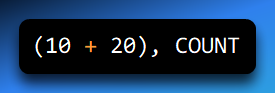 (10 + 20), COUNT